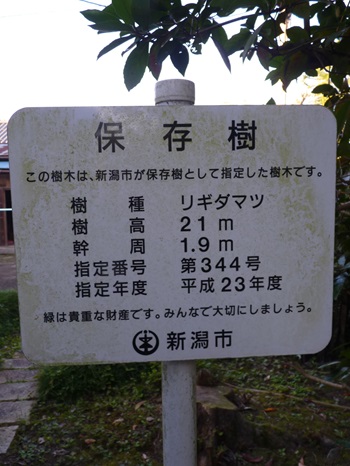 保存樹
この樹木は、新潟市が保存樹として指定した樹木です。
樹種 リギダマツ
樹高 21m
幹周 1.9m
指定番号 第344号
指定年度 平成23年度
緑は貴重な財産です。みんなで大切にしましょう。
新潟市